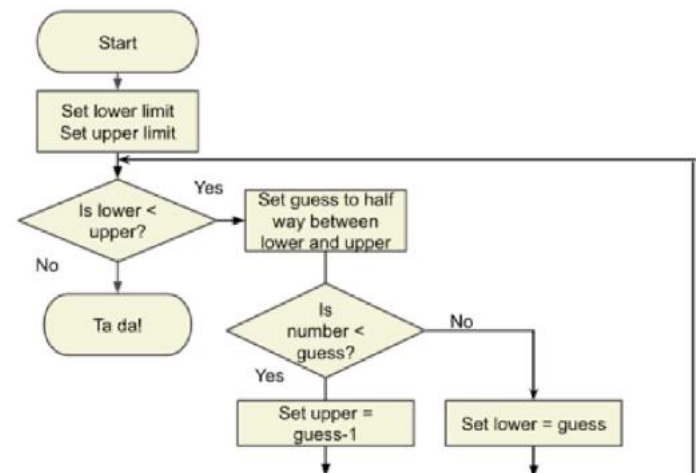 Start
Set lower limit
Set upper limit
Is lower <
upper?
Yes
No
Set guess to half
way between
lower and upper
Ta da!
Is
number <
guess?
No
Yes
Set upper =
guess-1
Set lower = guess